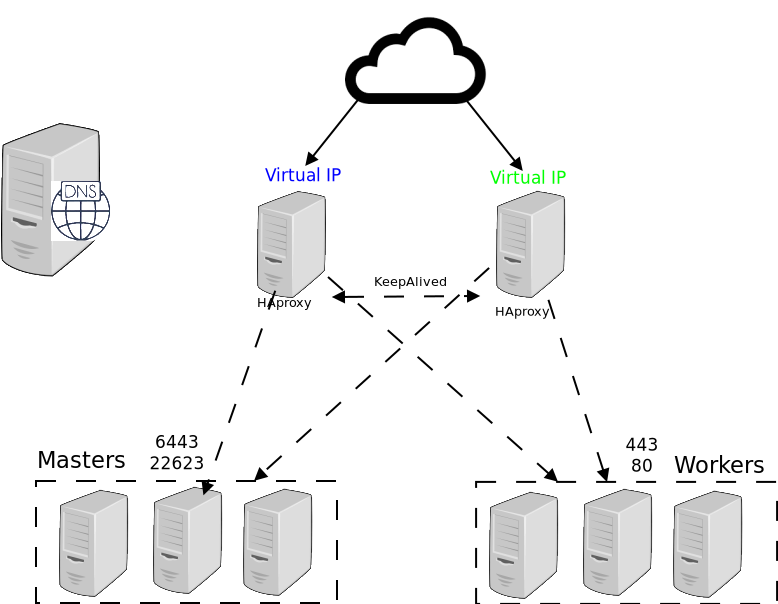 Virtual IP
Virtual IP
DNS
KeepAlived
HAproxy
HAproxy
6443
22623
Masters
443
80
Workers